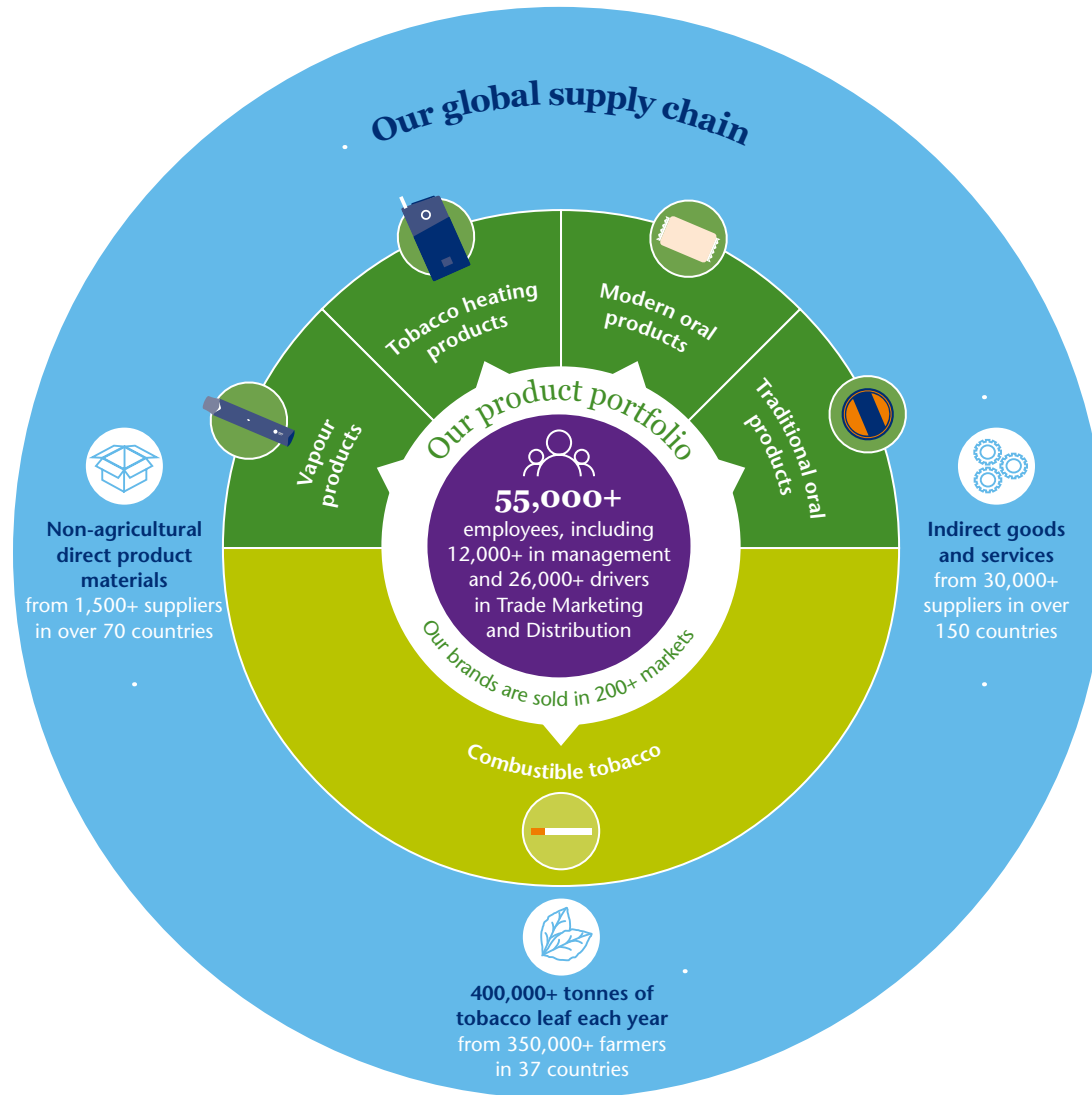 Our global supply chain
Tobacco heating
products
Modern oral
products
Vapour
products
Traditional oral
products
Our product portfolio
55,000+
employees, including
12,000+ in management
and 26,000+ drivers
in Trade Marketing
and Distribution
Our brands are sold in 200+ markets
Non-agricultural
direct product
materials
from 1,500+ suppliers
in over 70 countries
Indirect goods
and services
from 30,000+
suppliers in over
150 countries
Combustible tobacco
400,000+ tonnes of
tobacco leaf each year
from 350,000+ farmers
in 37 countries